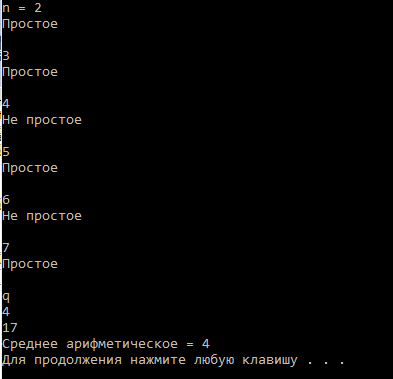 n = 2
Простое
3
Простое
4
Не простое
5
Простое
6
Не простое
7
Простое
q
4
17
Среднее арифметическое = 4
Для продолжения нажмите любую клавишу . . .